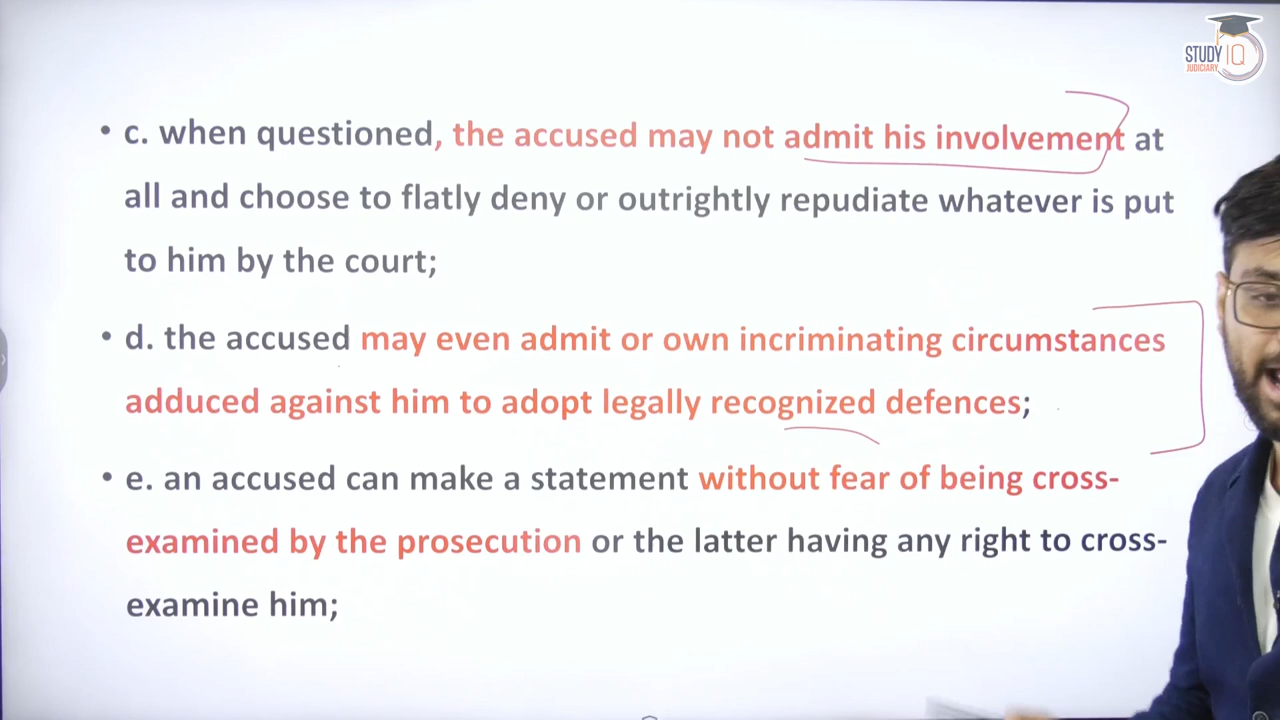 STUDY IQ
JUDICIARY
• c. when questioned, the accused may not admit his involvement at
all and choose to flatly deny or outrightly repudiate whatever is put
to him by the court;
• d. the accused may even admit or own incriminating circumstances
adduced against him to adopt legally recognized defences;
• e. an accused can make a statement without fear of being cross-
examined by the prosecution or the latter having any right to cross-
examine him;